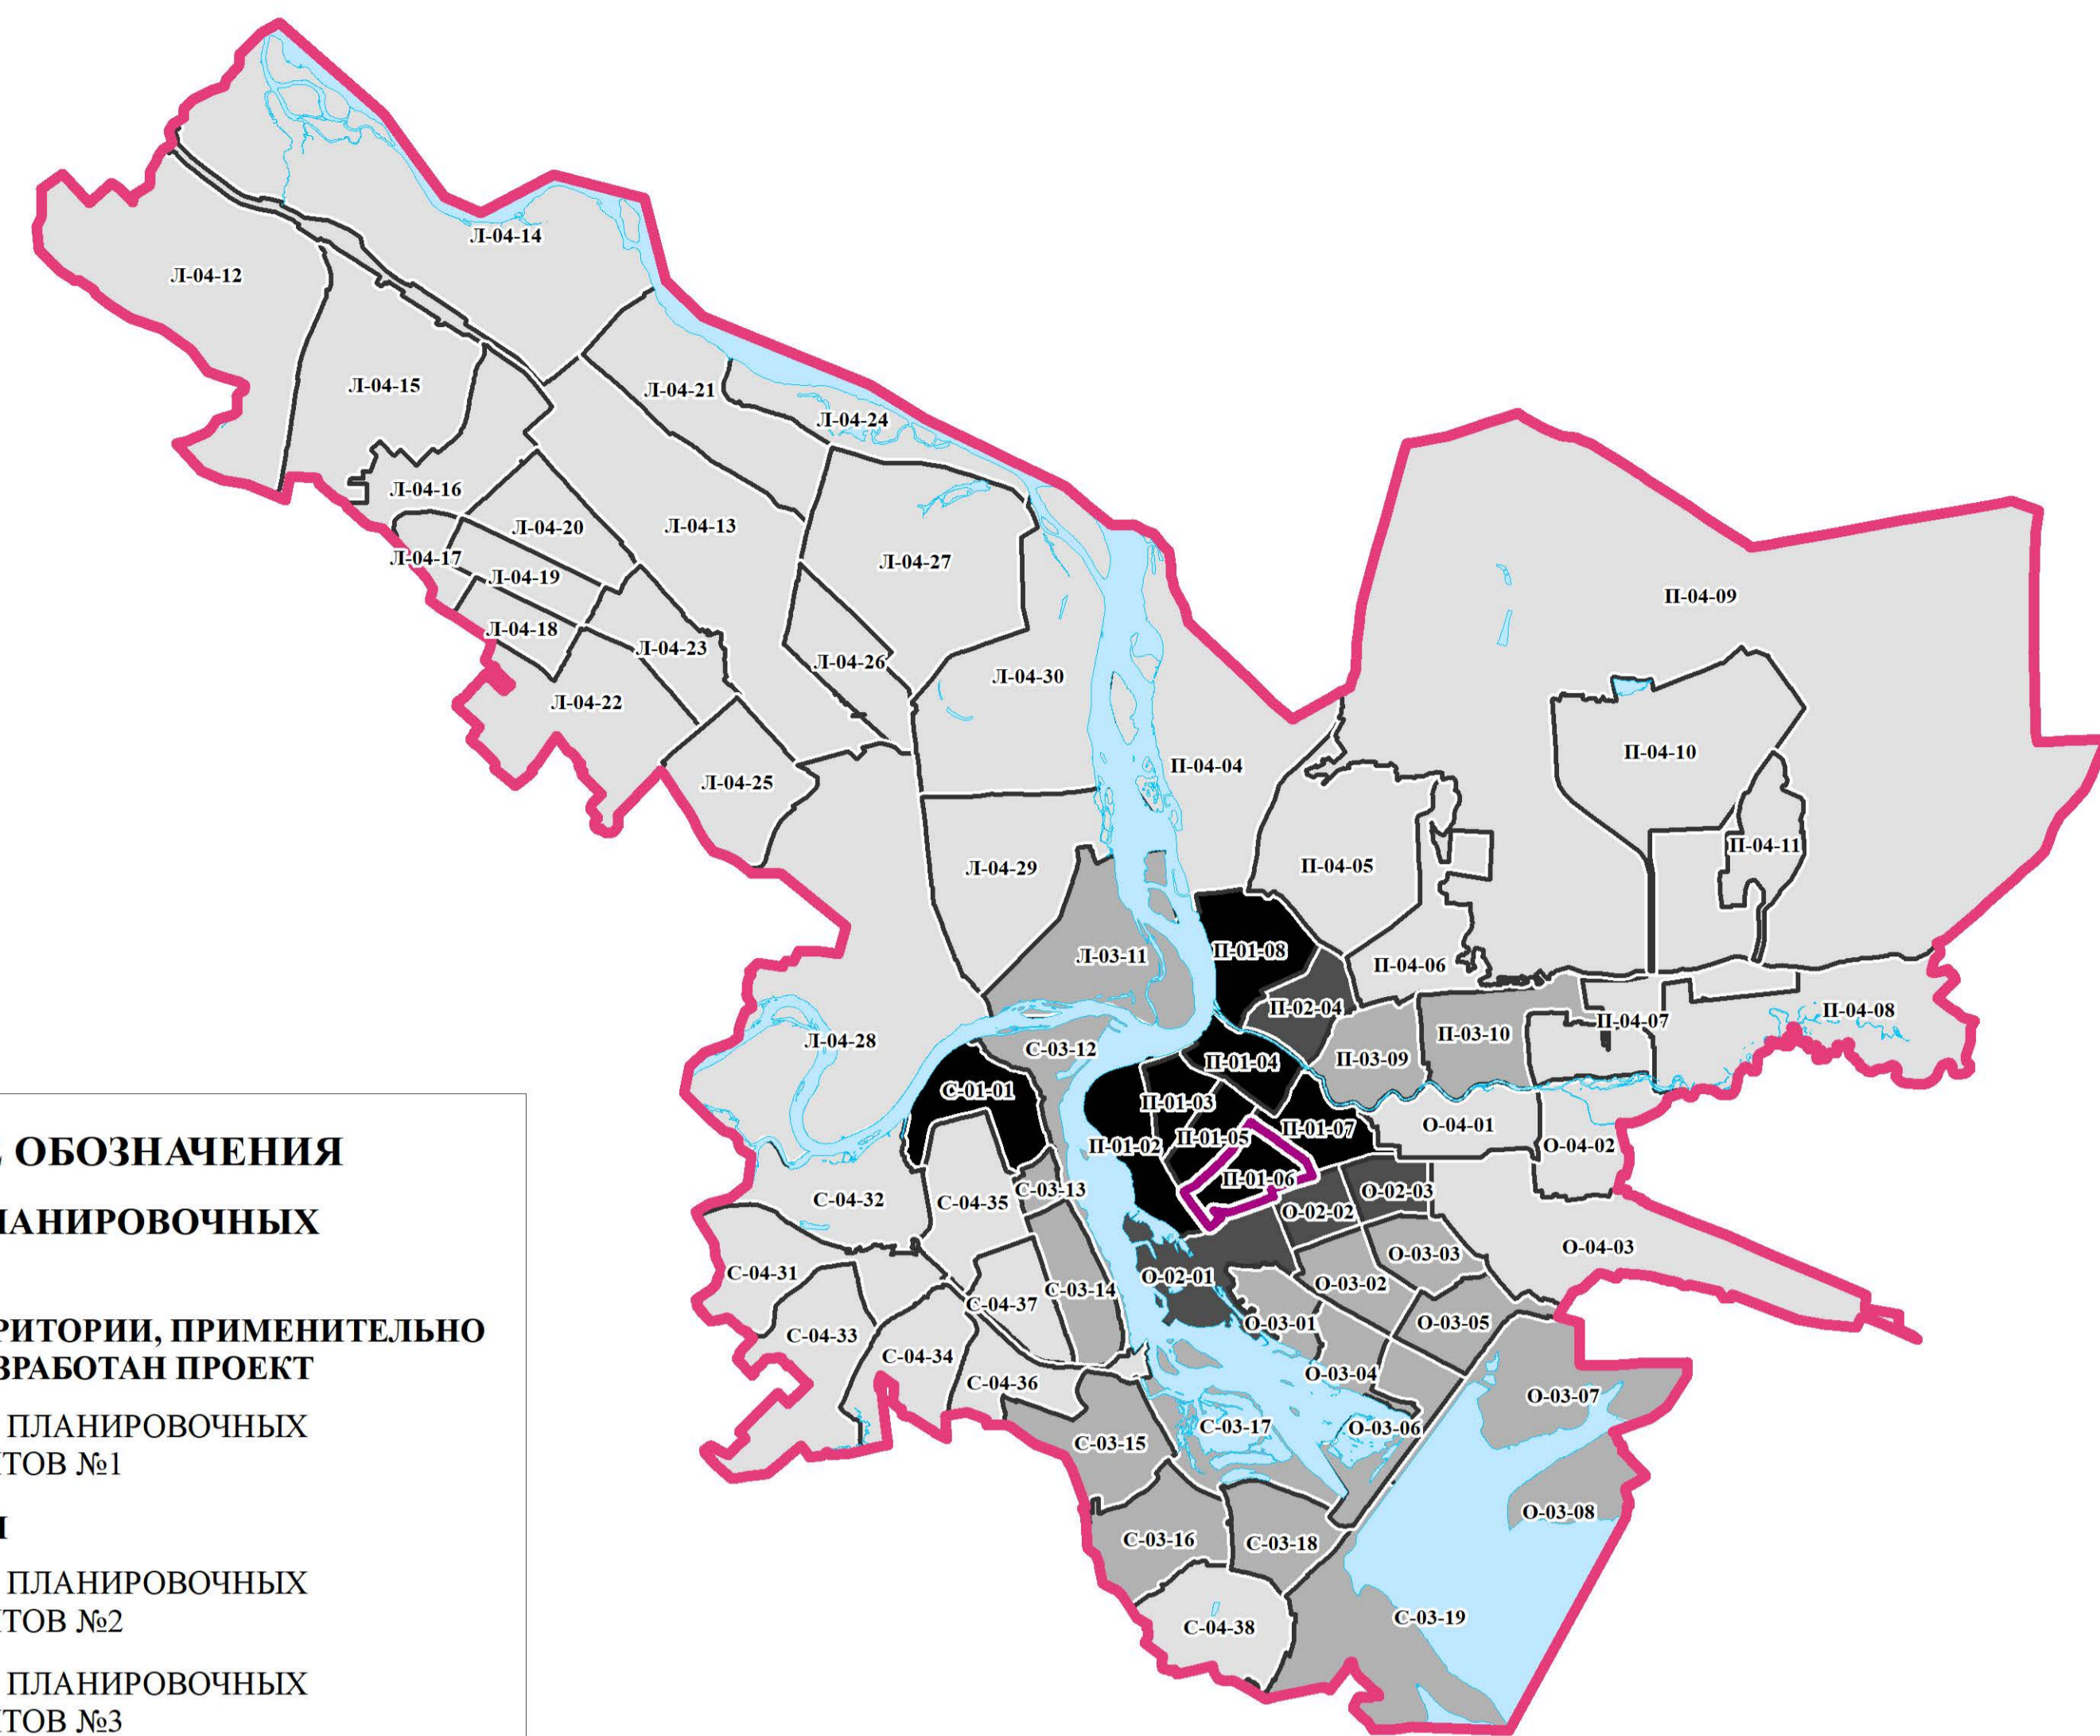 Л-04-14
Л-04-12
Л-04-15
Л-04-21
Л-04-24
Л-04-16
Л-04-20
Л-04-13
Л-04-17
Л-04-19
Л-04-27
Л-04-18
Л-04-23
Л-04-26
Л-04-30
Л-04-22
Л-04-25
Л-04-29
Л-03-11
Л-04-28
П-04-09
П-04-10
П-04-04
П-04-11
П-04-05
П-01-08
П-04-06
П-02-04
П-04-07
П-04-08
П-03-10
П-03-09
С-03-12
П-01-04
С-01-01
П-01-03
П-01-07
П-01-05
П-01-02
П-01-06
О-04-01
О-04-02
О-02-03
О-02-02
О-04-03
С-03-13
С-04-35
С-04-32
С-04-31
С-04-33
С-04-34
С-04-37
С-03-14
С-04-36
О-02-01
О-03-03
О-03-02
О-03-01
О-03-05
О-03-04
О-03-07
О-03-06
О-03-08
С-03-17
С-03-15
С-03-16
С-03-18
С-04-38
С-03-19
ОБОЗНАЧЕНИЯ
ЛАНИРОВОЧНЫХ
РИТОРИИ, ПРИМЕНИТЕЛЬНО
ЗРАБОТАН ПРОЕКТ
ПЛАНИРОВОЧНЫХ
ТОВ №1
ПЛАНИРОВОЧНЫХ
ТОВ №2
ПЛАНИРОВОЧНЫХ
ТОВ №3